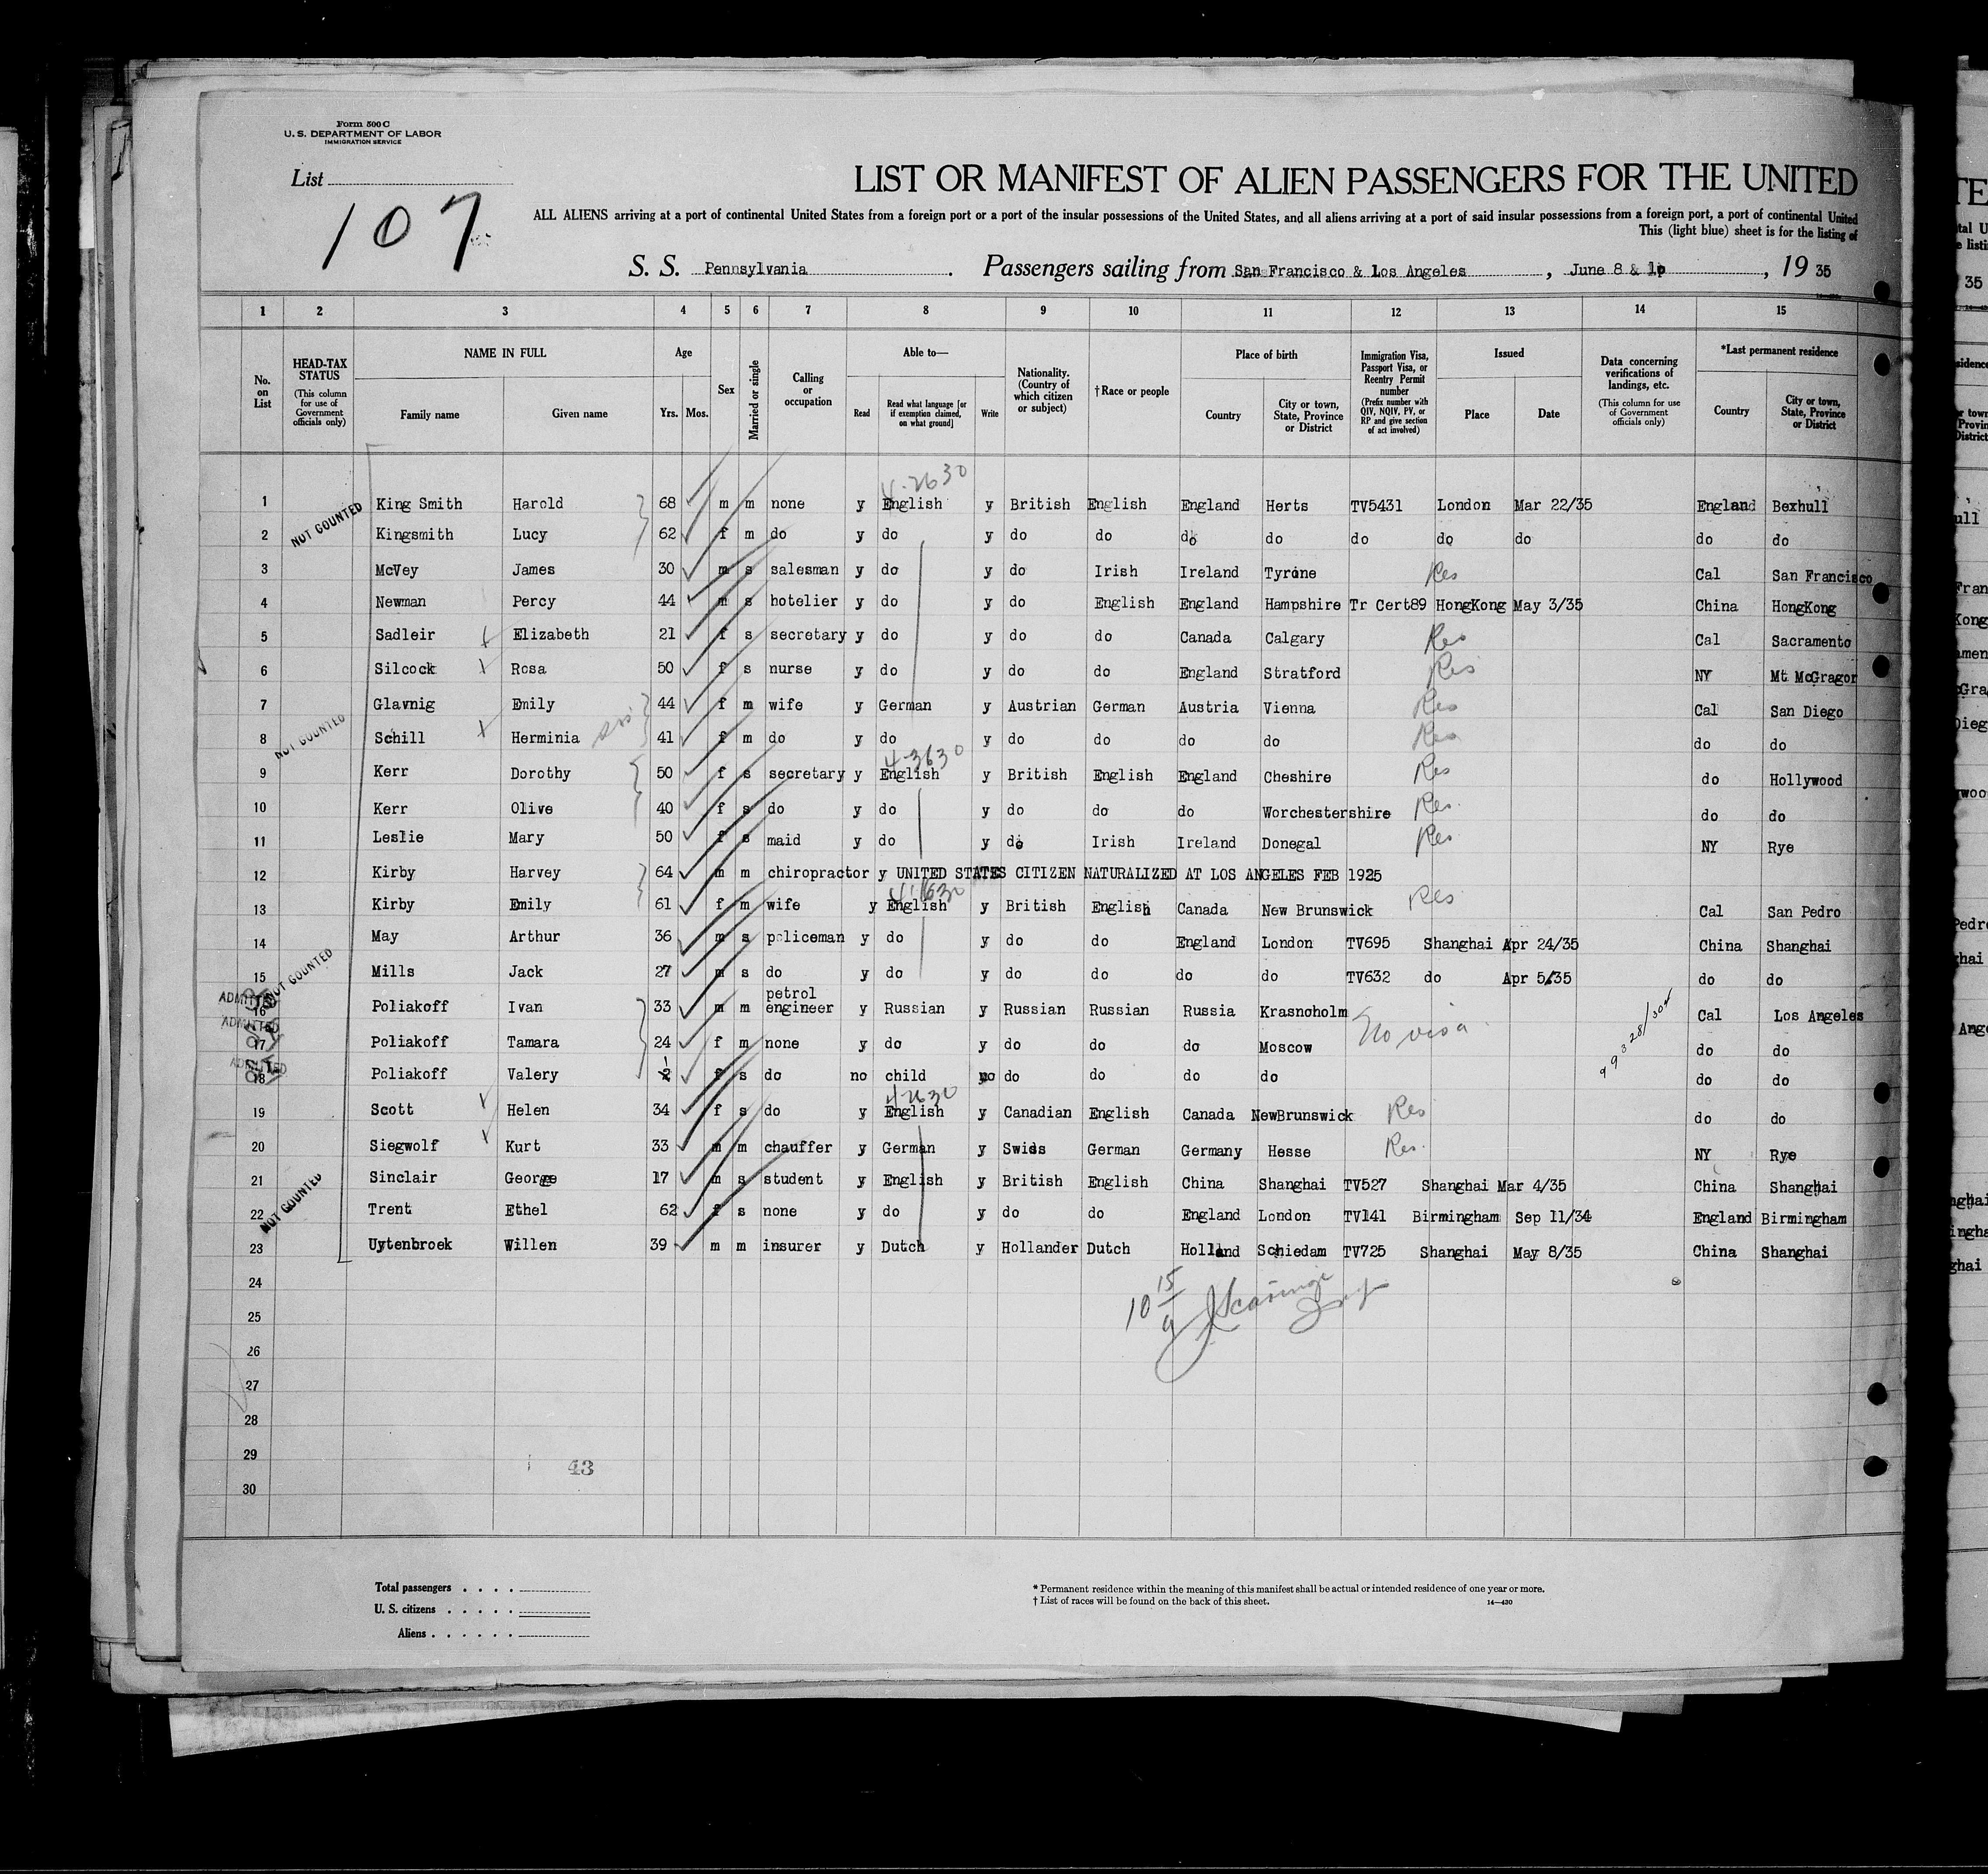 Form 500 C
U. S. DEPARTMENT OF LABOR
IMMIGRATION SERVICE
List
107
LIST OR MANIFEST OF ALIEN PASSENGERS FOR THE UNITED
ALL ALIENS arriving at a port of continental United States from a foreign port or a port of the insular possessions of the United States, and all aliens arriving at a port of said insular possessions from a foreign port, a port of continental United
This (light blue) sheet is for the listing of
S. S. Pennsylvania. Passengers sailing from San Francisco & Los Angeles, June 8 & 10, 19 35
1 2 3 4 5 6 7 8 9 10 11 12 13 14 15
No. on List
HEAD-TAX STATUS (This column for use of Government officials only)
NAME IN FULL
Family name
Given name
Age
Yrs. Mos.
Sex
Married or single
Calling or occupation
Able to—
Read
Read what language [or if exemption claimed, on what ground]
Write
Nationality. (Country of which citizen or subject)
† Race or people
Place of birth
Country
City or town, State, Province or District
Immigration Visa, Passport Visa, or Reentry Permit number (Prefix number with QIV, NQIV, PV, or RP and give section of act involved)
Issued
Place
Date
Data concerning verifications of landings, etc. (This column for use of Government officials only)
*Last permanent residence
Country
City or town, State, Province or District
4-2630
1 King Smith Harold 68 m m none y English y British English England Herts TV5431 London Mar 22/35 England Bexhull
NOT COUNTED
2 Kingsmith Lucy 62 f m do y do y do do do do do do do do do
3 McVey James 30 m s salesman y do y do Irish Ireland Tyrone Res Cal San Francisco
4 Newman Percy 44 m s hotelier y do y do English England Hampshire Tr Cert89 HongKong May 3/35 China HongKong
5 Sadleir Elizabeth 21 f s secretary y do y do do Canada Calgary Res Cal Sacramento
6 Silcock Rosa 50 f s nurse y do y do do England Stratford Res NY Mt McGragor
7 Glavnig Emily 44 f m wife y German y Austrian German Austria Vienna Res Cal San Diego
NOT COUNTED
8 Schill Herminia sis 41 f m do y do y do do do do Res do do
4-3630
9 Kerr Dorothy 50 f s secretary y English y British English England Cheshire Res do Hollywood
10 Kerr Olive 40 f s do y do y do do do Worchestershire Res. do do
11 Leslie Mary 50 f s maid y do y do Irish Ireland Donegal Res NY Rye
12 Kirby Harvey 64 m m chiropractor y UNITED STATES CITIZEN NATURALIZED AT LOS ANGELES FEB 1925
13 Kirby Emily 61 f m wife y English y British English Canada New Brunswick Res Cal San Pedro
14 May Arthur 36 m s policeman y do y do do England London TV695 Shanghai Apr 24/35 China Shanghai
NOT COUNTED
15 Mills Jack 27 m s do y do y do do do do TV632 do Apr 5/35 do do
ADMITTED
16 Poliakoff Ivan 33 m m petrol engineer y Russian y Russian Russian Russia Krasnoholm No visa Cal Los Angeles
ADMITTED
17 Poliakoff Tamara 24 f m none y do y do do do Moscow do do
ADMITTED
18 Poliakoff Valery 2 f s do no child no do do do do do do
4-2630
19 Scott Helen 34 f s do y English y Canadian English Canada NewBrunswick Res do do
20 Siegwolf Kurt 33 m m chauffer y German y Swiss German Germany Hesse Res. NY Rye
21 Sinclair George 17 m s student y English y British English China Shanghai TV527 Shanghai Mar 4/35 China Shanghai
NOT COUNTED
22 Trent Ethel 62 f s none y do y do do England London TV141 Birmingham Sep 11/34 England Birmingham
23 Uytenbroek Willen 39 m m insurer y Dutch y Hollander Dutch Holland Schiedam TV725 Shanghai May 8/35 China Shanghai
24
25
26
27
28
29
30
43
Total passengers
U. S. citizens
Aliens
* Permanent residence within the meaning of this manifest shall be actual or intended residence of one year or more.
† List of races will be found on the back of this sheet.
14—420